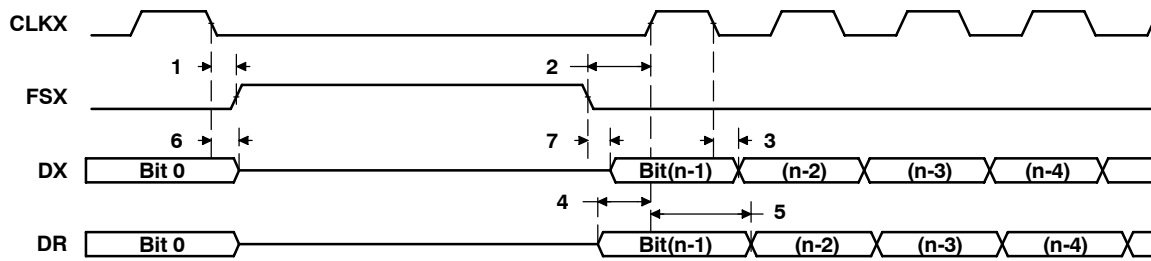 CLKX
1 2
FSX
6 7 3
DX Bit 0 Bit(n-1) (n-2) (n-3) (n-4)
4 5
DR Bit 0 Bit(n-1) (n-2) (n-3) (n-4)